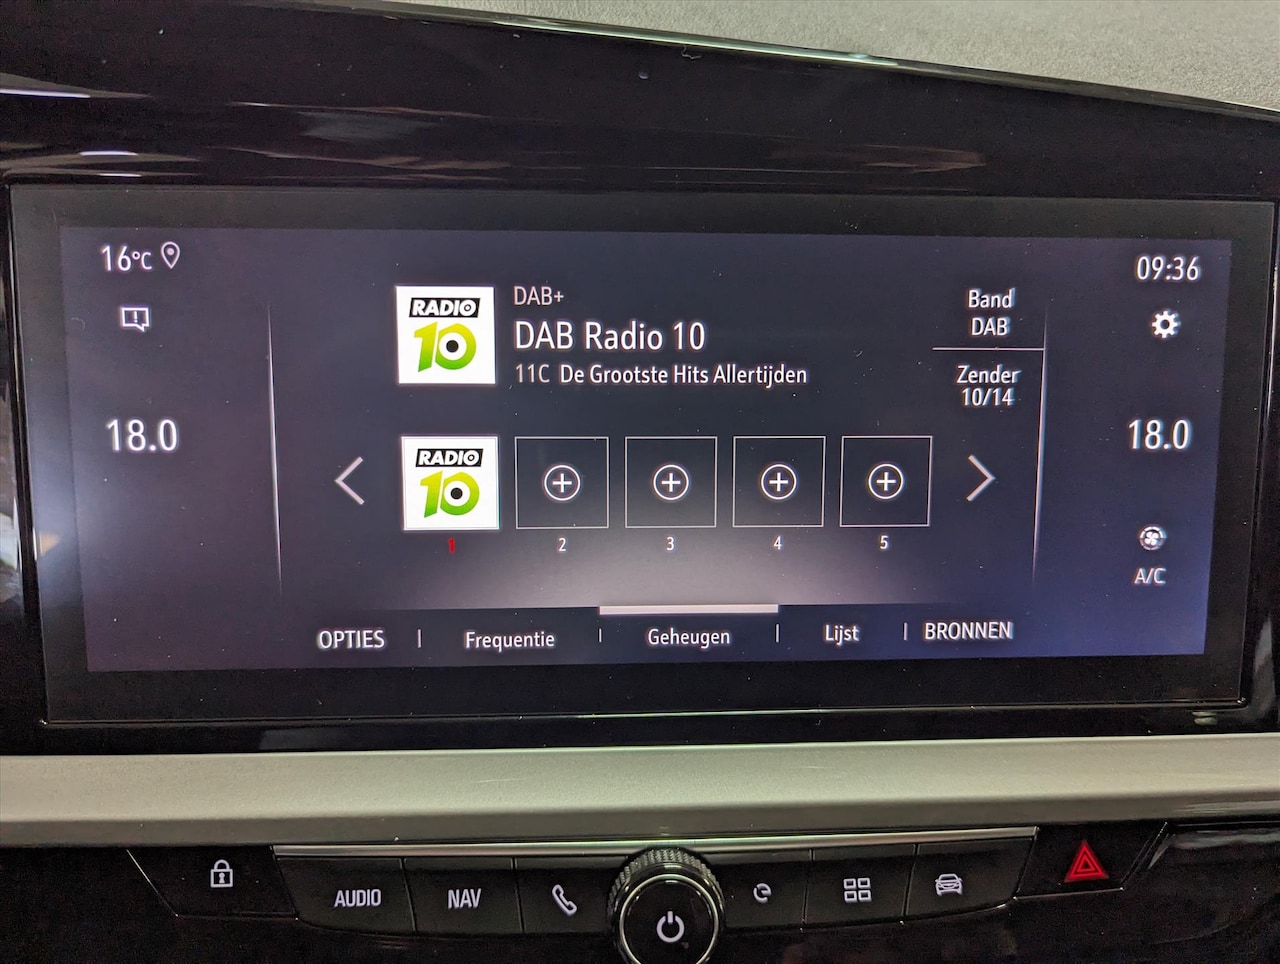 16°C
09:36
RADIO
10
DAB+
DAB Radio 10
11C De Grootste Hits Allertijden
Band
DAB
Zender
10/14
18.0
18.0
RADIO
10
1
2
3
4
5
A/C
OPTIES
Frequentie
Geheugen
Lijst
BRONNEN
AUDIO
NAV